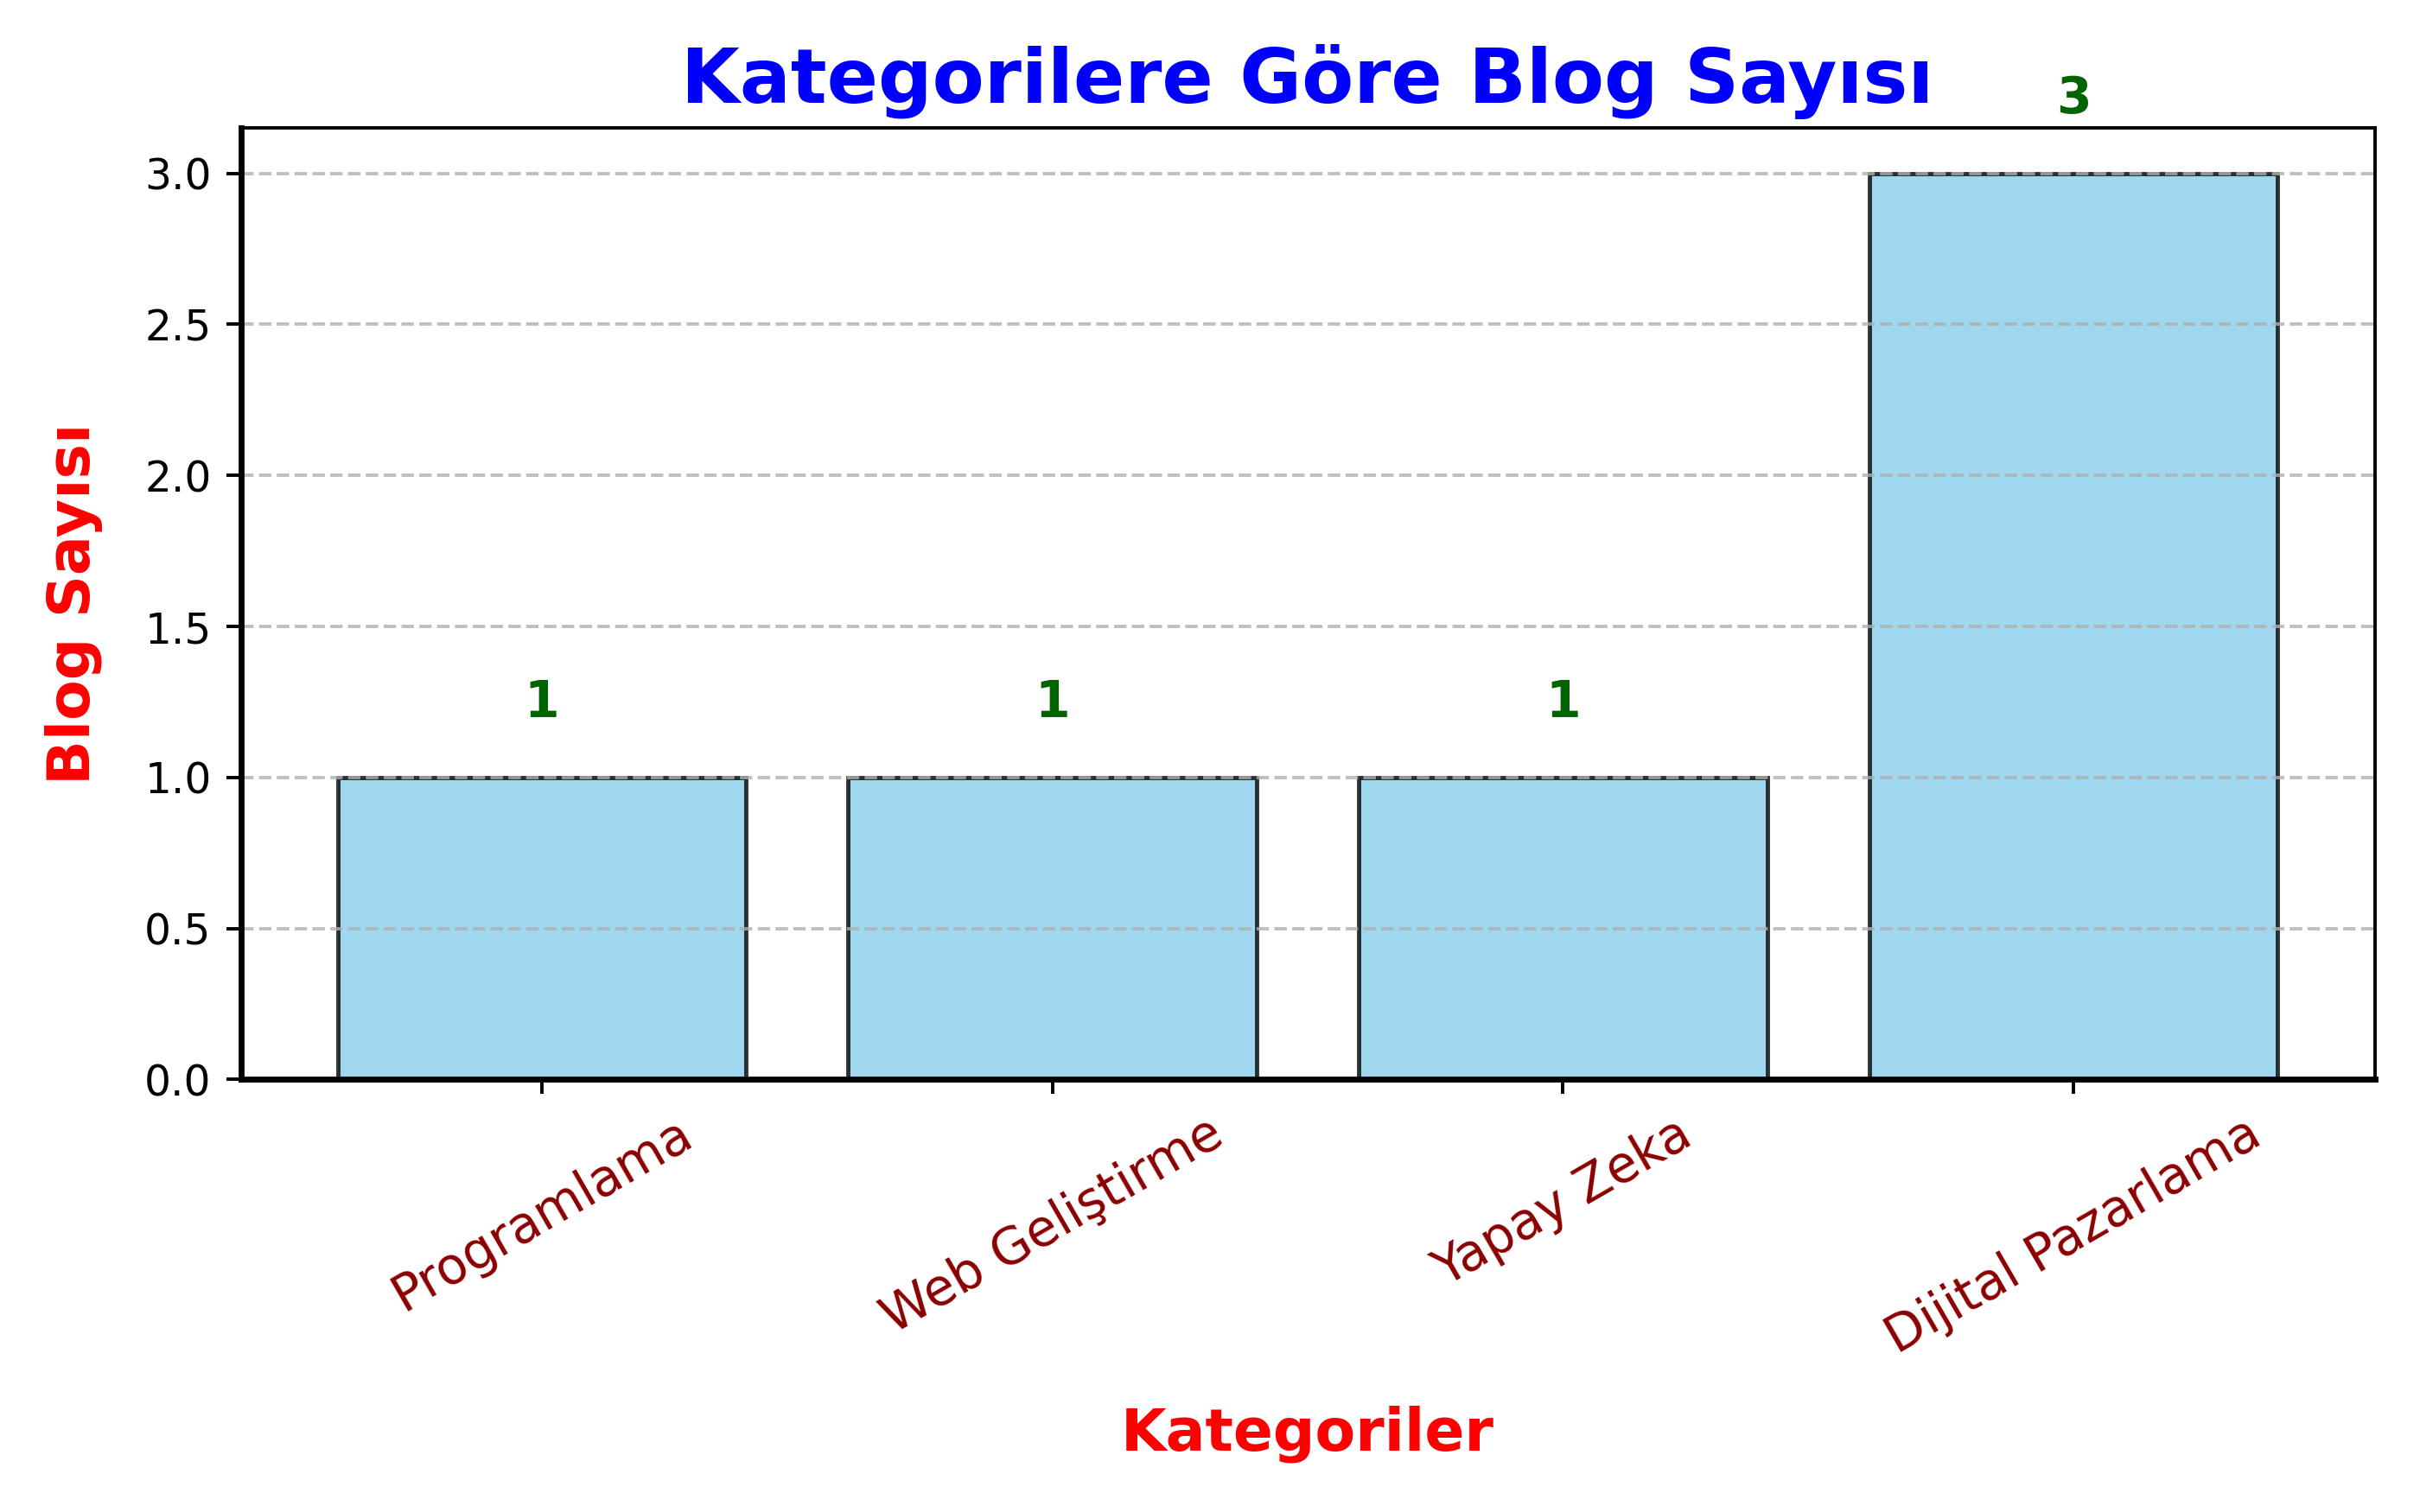 Kategorilere Göre Blog Sayısı
3
3.0
2.5
2.0
1.5
1.0
0.5
0.0
Blog Sayısı
1
1
1
Programlama
Web Geliştirme
Yapay Zeka
Dijital Pazarlama
Kategoriler